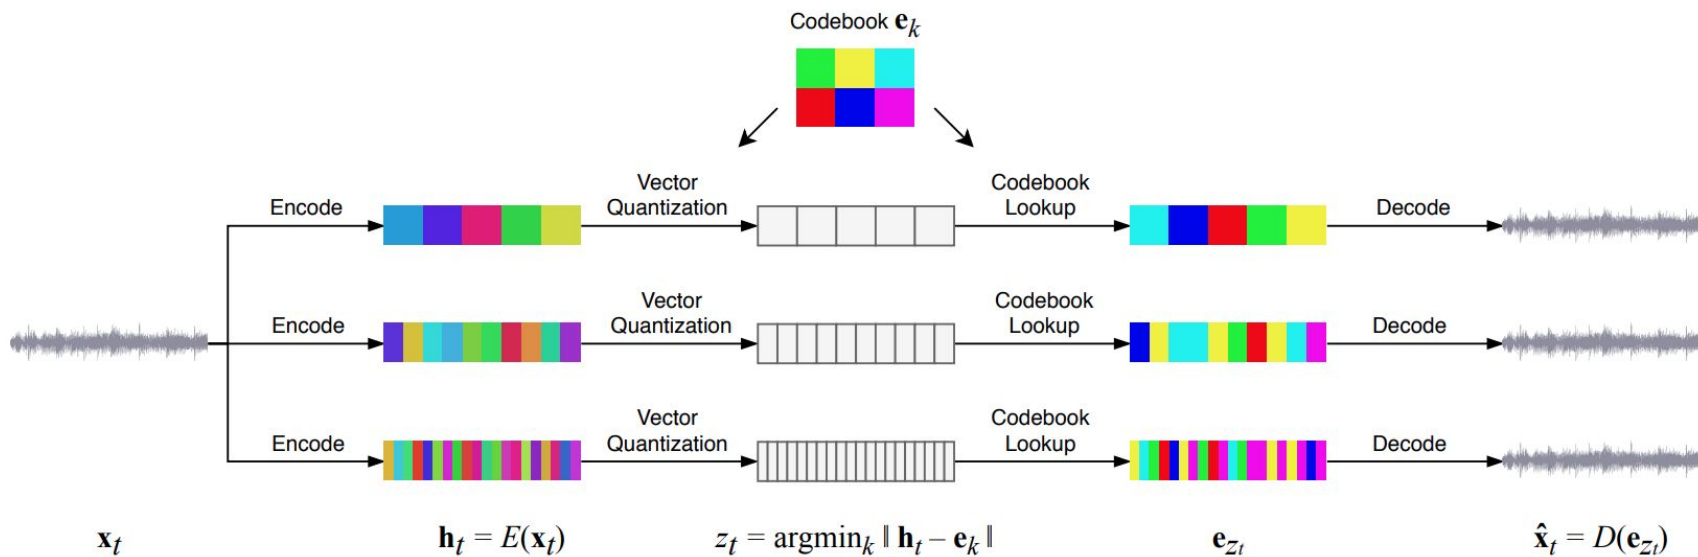 Codebook e_k
Encode
Vector
Quantization
Codebook
Lookup
Decode
Encode
Vector
Quantization
Codebook
Lookup
Decode
Encode
Vector
Quantization
Codebook
Lookup
Decode
x_t
h_t = E(x_t)
z_t = argmin_k ‖ h_t – e_k ‖
e_{z_t}
x̂_t = D(e_{z_t})